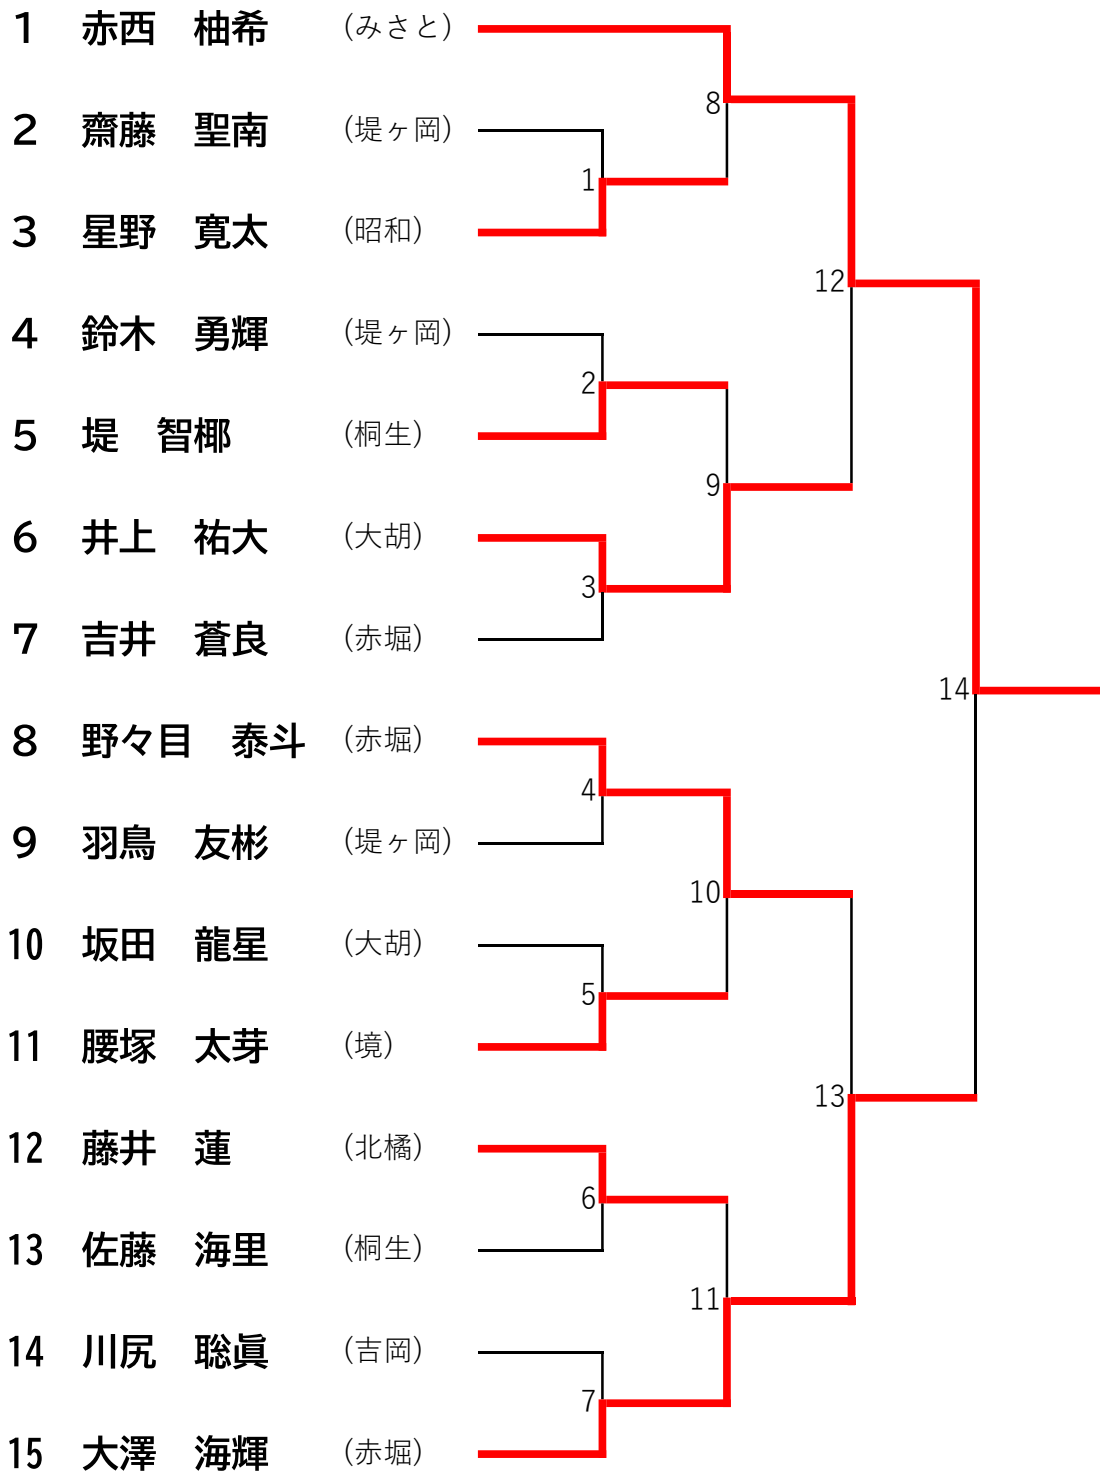 1 赤西 柚希 (みさと)
8
2 齋藤 聖南 (堤ヶ岡)
1
3 星野 寛太 (昭和)
12
4 鈴木 勇輝 (堤ヶ岡)
2
5 堤 智梛 (桐生)
9
6 井上 祐大 (大胡)
3
7 吉井 蒼良 (赤堀)
14
8 野々目 泰斗 (赤堀)
4
9 羽鳥 友彬 (堤ヶ岡)
10
10 坂田 龍星 (大胡)
5
11 腰塚 太芽 (境)
13
12 藤井 蓮 (北橘)
6
13 佐藤 海里 (桐生)
11
14 川尻 聡眞 (吉岡)
7
15 大澤 海輝 (赤堀)